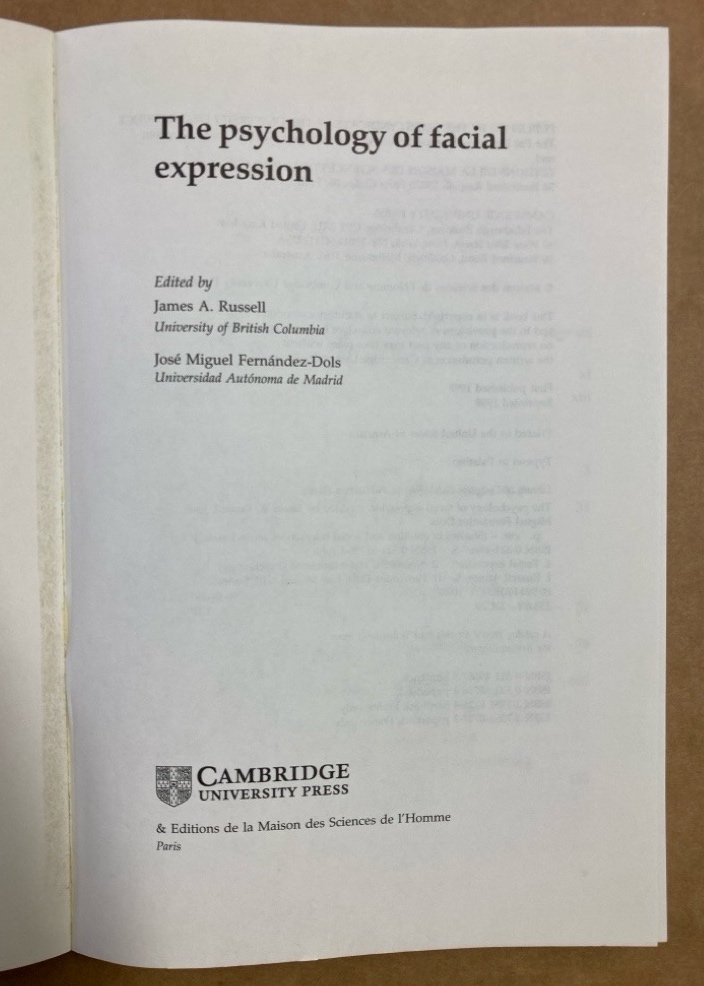 The psychology of facial
expression
Edited by
James A. Russell
University of British Columbia
José Miguel Fernández-Dols
Universidad Autónoma de Madrid
CAMBRIDGE
UNIVERSITY PRESS
& Editions de la Maison des Sciences de l'Homme
Paris